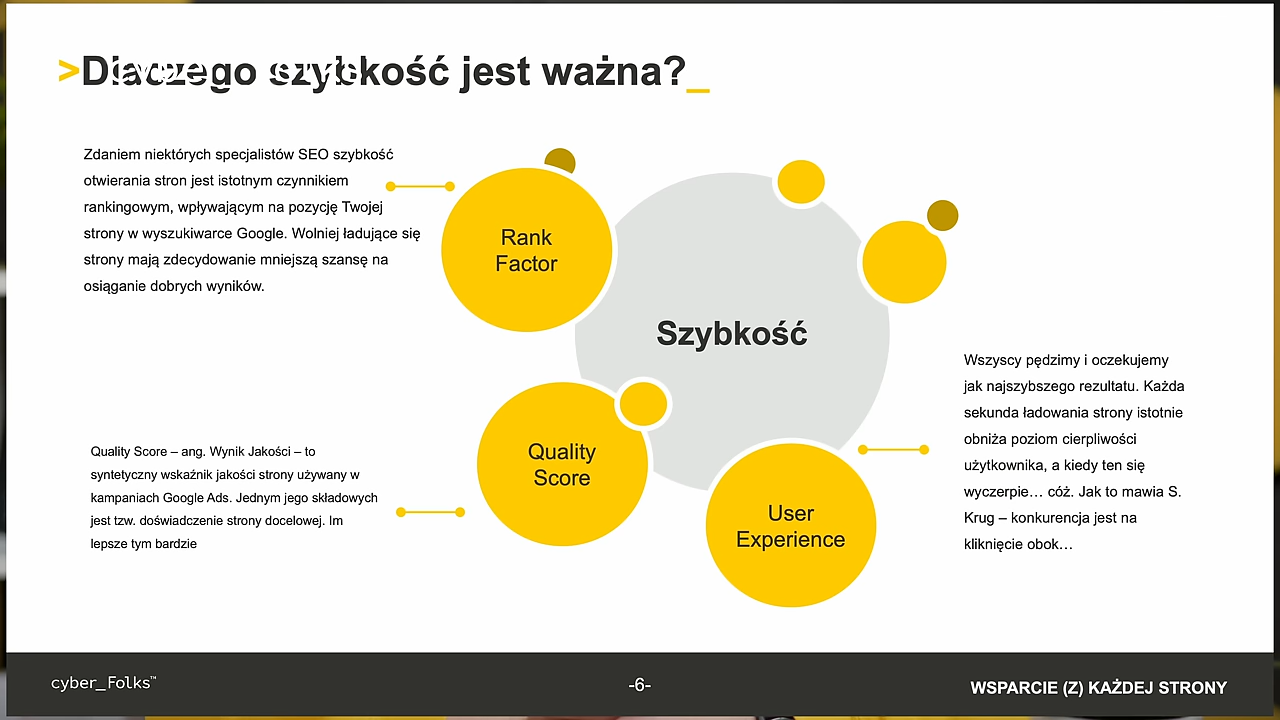 >Dlaczego szybkość jest ważna?_
Zdaniem niektórych specjalistów SEO szybkość
otwierania stron jest istotnym czynnikiem
rankingowym, wpływającym na pozycję Twojej
strony w wyszukiwarce Google. Wolniej ładujące się
strony mają zdecydowanie mniejszą szansę na
osiąganie dobrych wyników.
Rank
Factor
Szybkość
Quality
Score
User
Experience
Quality Score – ang. Wynik Jakości – to
syntetyczny wskaźnik jakości strony używany w
kampaniach Google Ads. Jednym jego składowych
jest tzw. doświadczenie strony docelowej. Im
lepsze tym bardzie
Wszyscy pędzimy i oczekujemy
jak najszybszego rezultatu. Każda
sekunda ładowania strony istotnie
obniża poziom cierpliwości
użytkownika, a kiedy ten się
wyczerpie… cóż. Jak to mawia S.
Krug – konkurencja jest na
kliknięcie obok…
cyber_Folks™
-6-
WSPARCIE (Z) KAŻDEJ STRONY